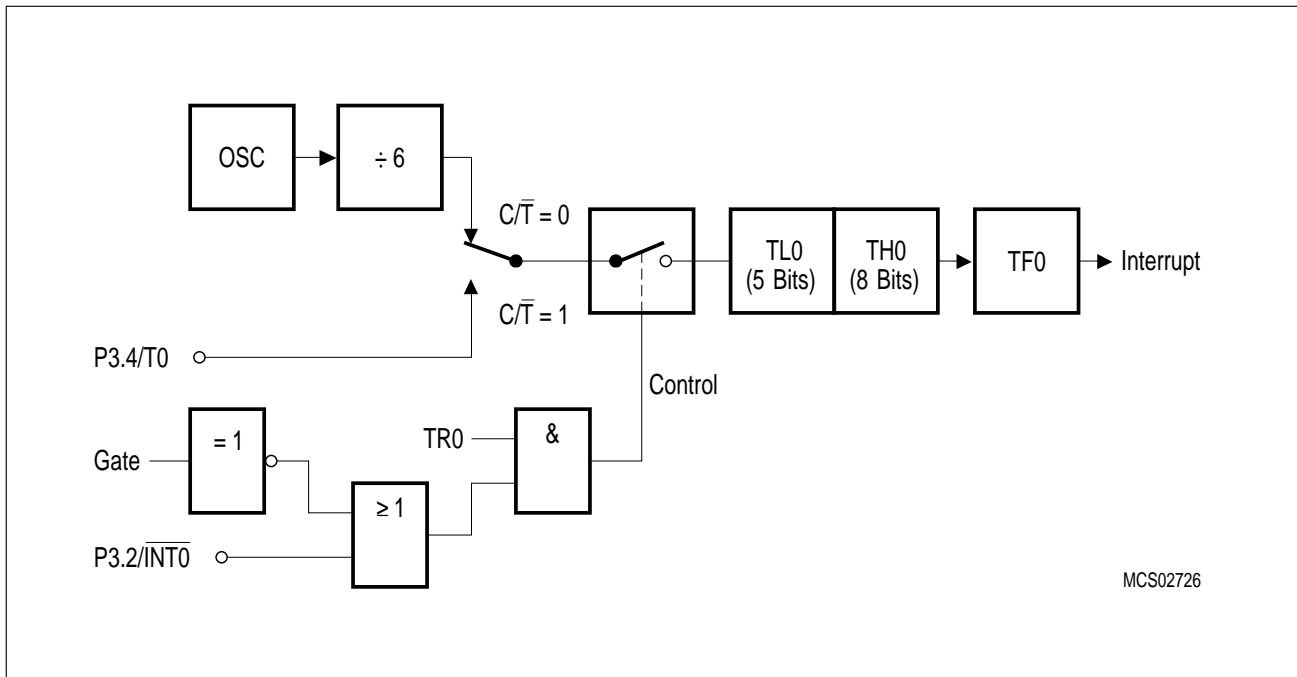 OSC
÷ 6
C/T̅ = 0
C/T̅ = 1
TL0
(5 Bits)
TH0
(8 Bits)
TF0
Interrupt
P3.4/T0
Control
Gate
= 1
TR0
&
≥ 1
P3.2/I̅N̅T̅0̅
MCS02726